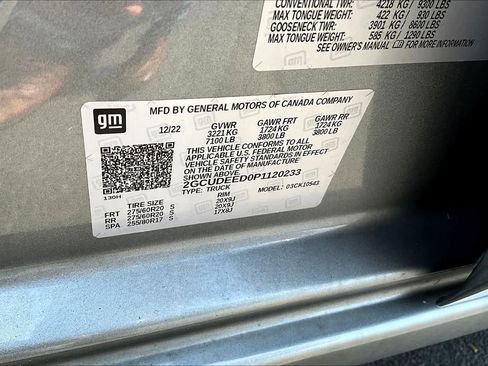 CONVENTIONAL TWR: 4218 KG / 9300 LBS
MAX TONGUE WEIGHT: 422 KG / 930 LBS
GOOSENECK TWR: 3901 KG / 8600 LBS
MAX TONGUE WEIGHT: 585 KG / 1290 LBS
SEE OWNER'S MANUAL FOR MORE INFORMATION
gm
MFD BY GENERAL MOTORS OF CANADA COMPANY
12/22 GVWR GAWR FRT GAWR RR
3221 KG 1724 KG 1724 KG
7100 LB 3800 LB 3800 LB
THIS VEHICLE CONFORMS TO ALL
APPLICABLE U.S. FEDERAL MOTOR
VEHICLE SAFETY STANDARDS IN
EFFECT ON THE DATE OF MANUFACTURE
SHOWN ABOVE.
2GCUDEED0P1120233
TYPE: TRUCK MODEL: 03CK10543
130H
TIRE SIZE RIM
FRT 275/60R20 S 20X9J
RR 275/60R20 S 20X9J
SPA 255/80R17 S 17X8J